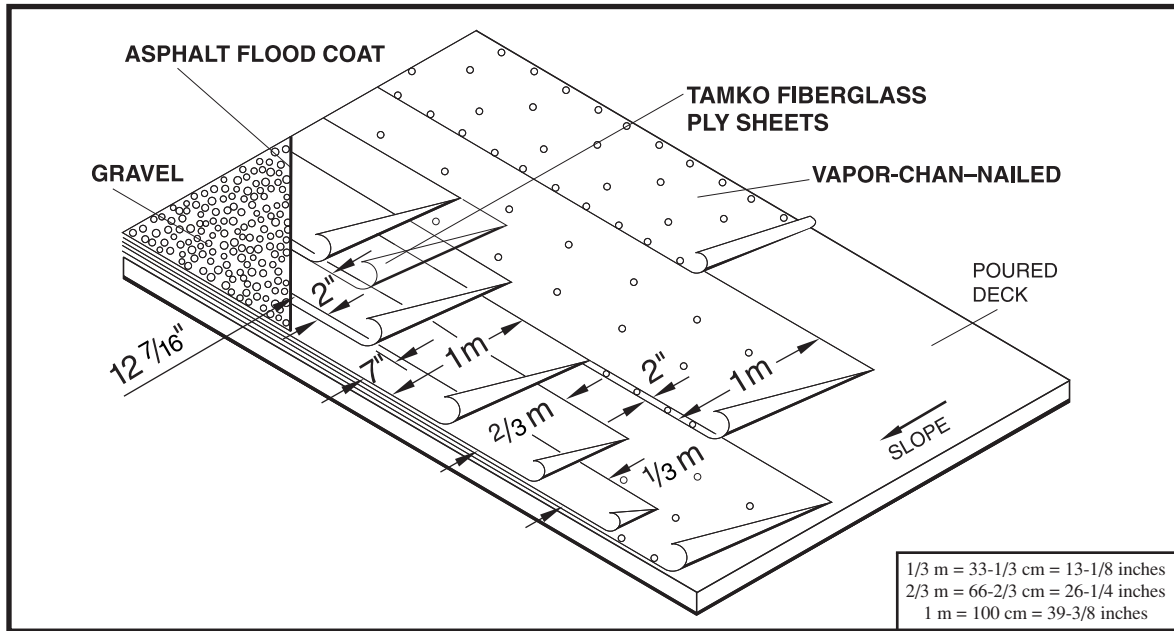 ASPHALT FLOOD COAT
TAMKO FIBERGLASS
PLY SHEETS
GRAVEL
VAPOR-CHAN–NAILED
POURED
DECK
2"
12 7/16"
7"
1m
2"
1m
2/3 m
1/3 m
SLOPE
1/3 m = 33-1/3 cm = 13-1/8 inches
2/3 m = 66-2/3 cm = 26-1/4 inches
1 m = 100 cm = 39-3/8 inches